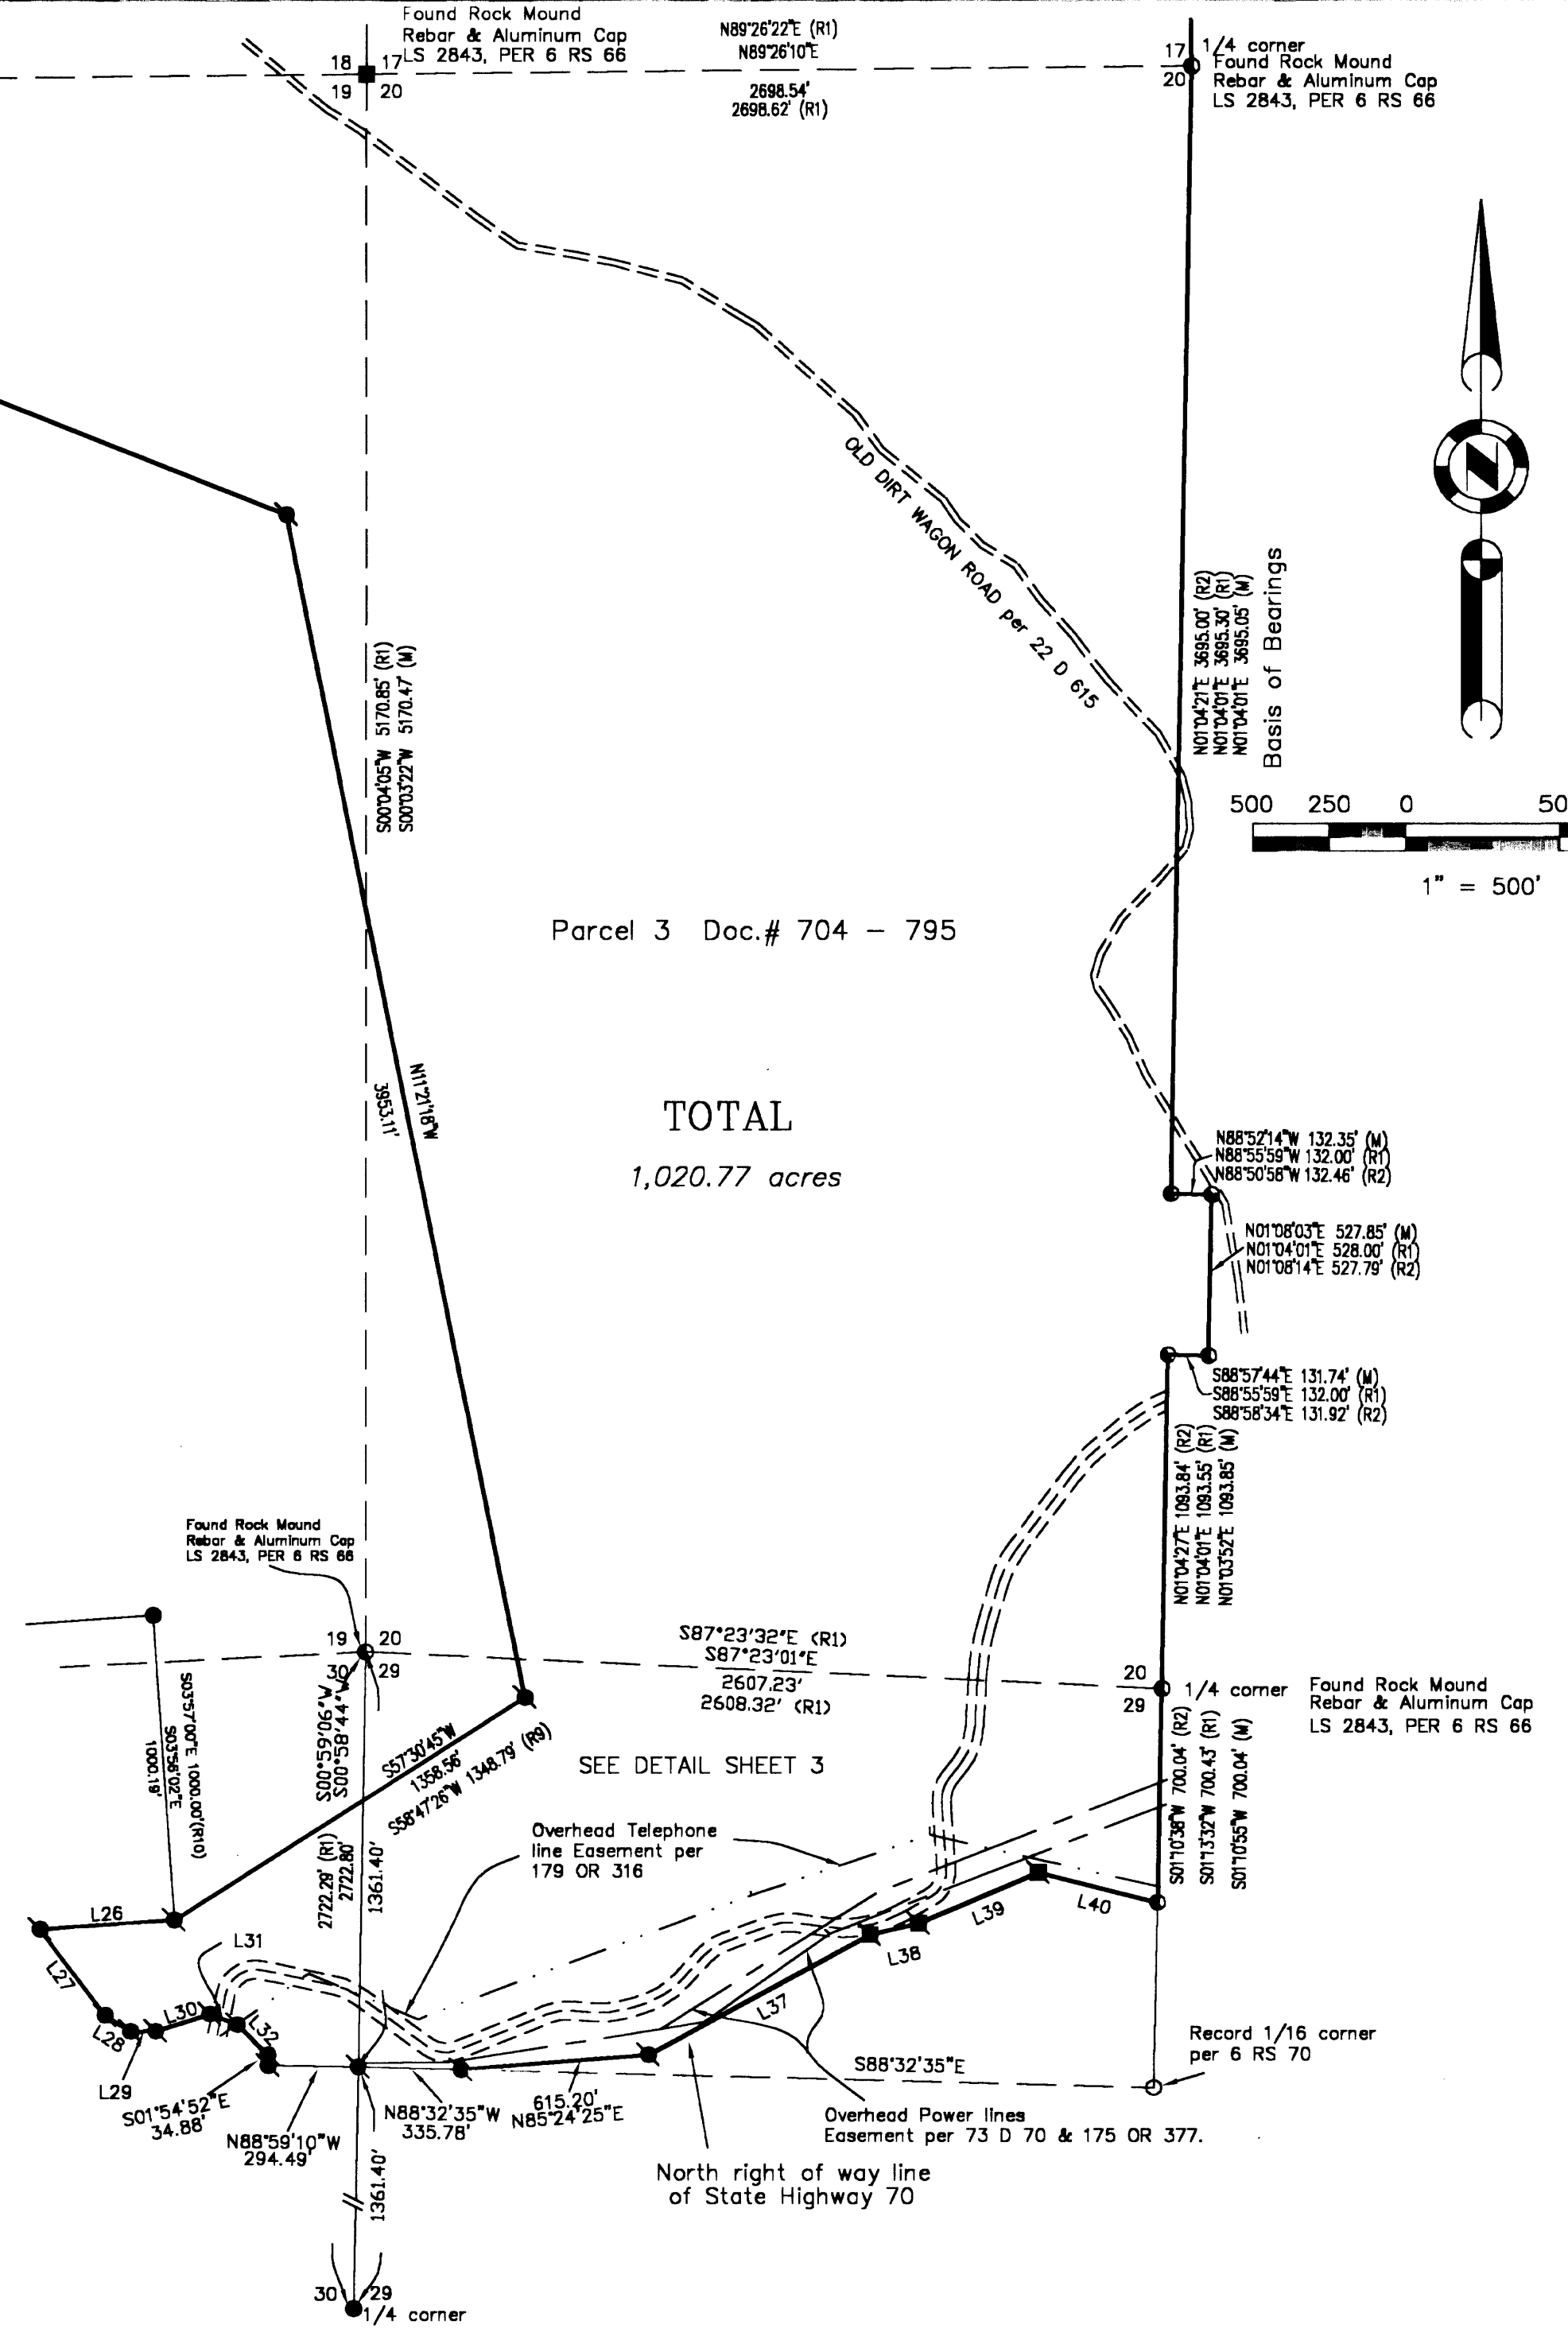 Found Rock Mound
Rebar & Aluminum Cap
LS 2843, PER 6 RS 66
18 17
19 20
N89°26'22"E (R1)
N89°26'10"E
2698.54'
2698.62' (R1)
17
20
1/4 corner
Found Rock Mound
Rebar & Aluminum Cap
LS 2843, PER 6 RS 66
OLD DIRT WAGON ROAD per 22 D 615
N01°04'21"E 3695.00' (R2)
N01°04'01"E 3695.30' (R1)
N01°04'01"E 3695.05' (M)
Basis of Bearings
N
500 250 0 50
1" = 500'
S00°04'05"W 5170.85' (R1)
S00°03'22"W 5170.47' (M)
Parcel 3 Doc.# 704 - 795
N11°21'18"W
3953.11'
TOTAL
1,020.77 acres
N88°52'14"W 132.35' (M)
N88°55'59"W 132.00' (R1)
N88°50'58"W 132.46' (R2)
N01°08'03"E 527.85' (M)
N01°04'01"E 528.00' (R1)
N01°08'14"E 527.79' (R2)
S88°57'44"E 131.74' (M)
S88°55'59"E 132.00' (R1)
S88°58'34"E 131.92' (R2)
N01°04'27"E 1093.84' (R2)
N01°04'01"E 1093.55' (R1)
N01°03'52"E 1093.85' (M)
Found Rock Mound
Rebar & Aluminum Cap
LS 2843, PER 6 RS 66
19 20
30 29
S87°23'32"E (R1)
S87°23'01"E
2607.23'
2608.32' (R1)
20
29
1/4 corner
Found Rock Mound
Rebar & Aluminum Cap
LS 2843, PER 6 RS 66
S03°57'00"E 1000.00'(R10)
S03°56'02"E
1000.19'
S00°59'06"W
S00°58'44"W
2722.29' (R1)
2722.80'
1361.40'
S57°30'45"W
1358.56'
S58°47'26"W 1348.79' (R9)
SEE DETAIL SHEET 3
S01°10'38"W 700.04' (R2)
S01°13'32"W 700.43' (R1)
S01°10'55"W 700.04' (M)
Overhead Telephone
line Easement per
179 OR 316
L26
L27
L28
L29
L30
L31
L32
L37
L38
L39
L40
S01°54'52"E
34.88'
N88°59'10"W
294.49'
N88°32'35"W
335.78'
615.20'
N85°24'25"E
S88°32'35"E
Record 1/16 corner
per 6 RS 70
Overhead Power lines
Easement per 73 D 70 & 175 OR 377.
North right of way line
of State Highway 70
1361.40'
30 29
1/4 corner